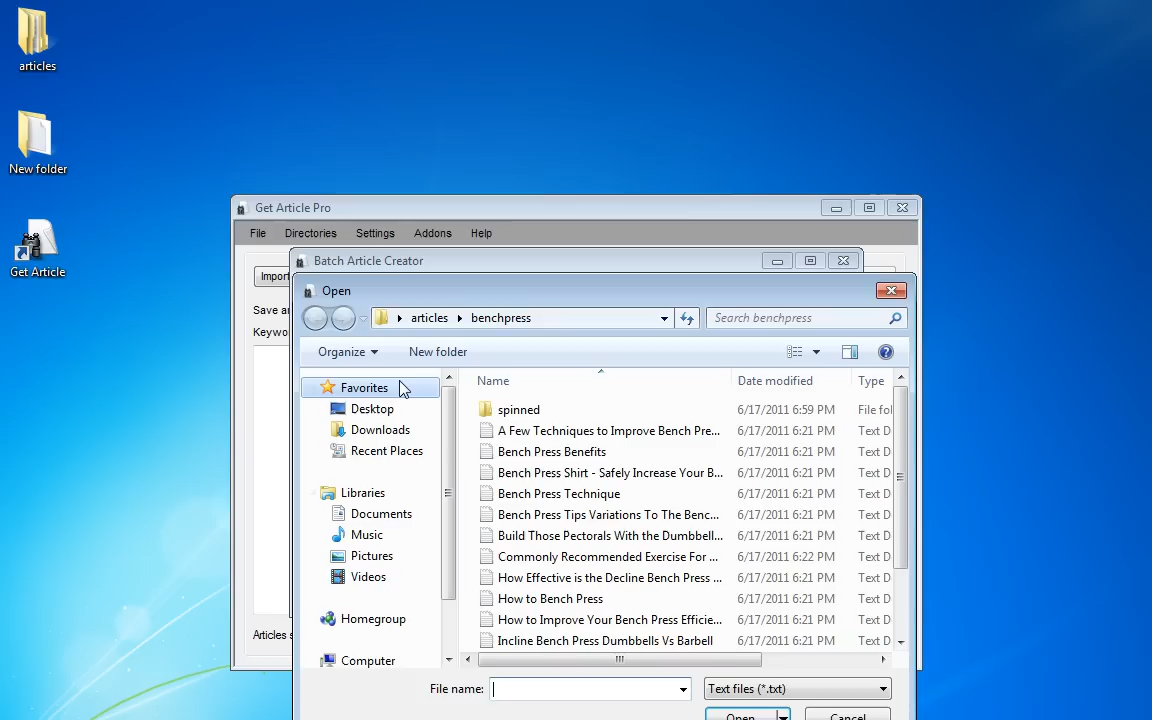 articles
New folder
Get Article
Get Article Pro
File Directories Settings Addons Help
Batch Article Creator
Import
Open
Save ar
articles benchpress Search benchpress
Keywo
Organize New folder
Name Date modified Type
Favorites
Desktop
Downloads
Recent Places
Libraries
Documents
Music
Pictures
Videos
Homegroup
Computer
spinned 6/17/2011 6:59 PM File fol
A Few Techniques to Improve Bench Pre... 6/17/2011 6:21 PM Text D
Bench Press Benefits 6/17/2011 6:21 PM Text D
Bench Press Shirt - Safely Increase Your B... 6/17/2011 6:21 PM Text D
Bench Press Technique 6/17/2011 6:21 PM Text D
Bench Press Tips Variations To The Benc... 6/17/2011 6:21 PM Text D
Build Those Pectorals With the Dumbbell... 6/17/2011 6:21 PM Text D
Commonly Recommended Exercise For ... 6/17/2011 6:22 PM Text D
How Effective is the Decline Bench Press ... 6/17/2011 6:21 PM Text D
How to Bench Press 6/17/2011 6:21 PM Text D
How to Improve Your Bench Press Efficie... 6/17/2011 6:21 PM Text D
Incline Bench Press Dumbbells Vs Barbell 6/17/2011 6:21 PM Text D
Articles s
File name: Text files (*.txt)
Open Cancel